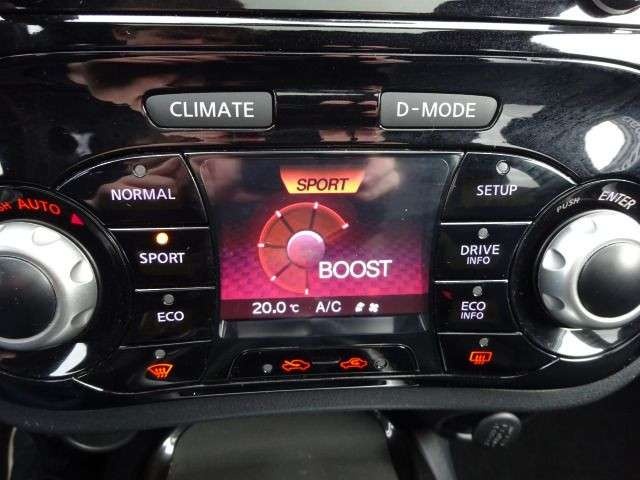 CLIMATE
D-MODE
NORMAL
SPORT
SETUP
AUTO
PUSH ENTER
SPORT
BOOST
DRIVE
INFO
ECO
20.0 °C A/C
ECO
INFO